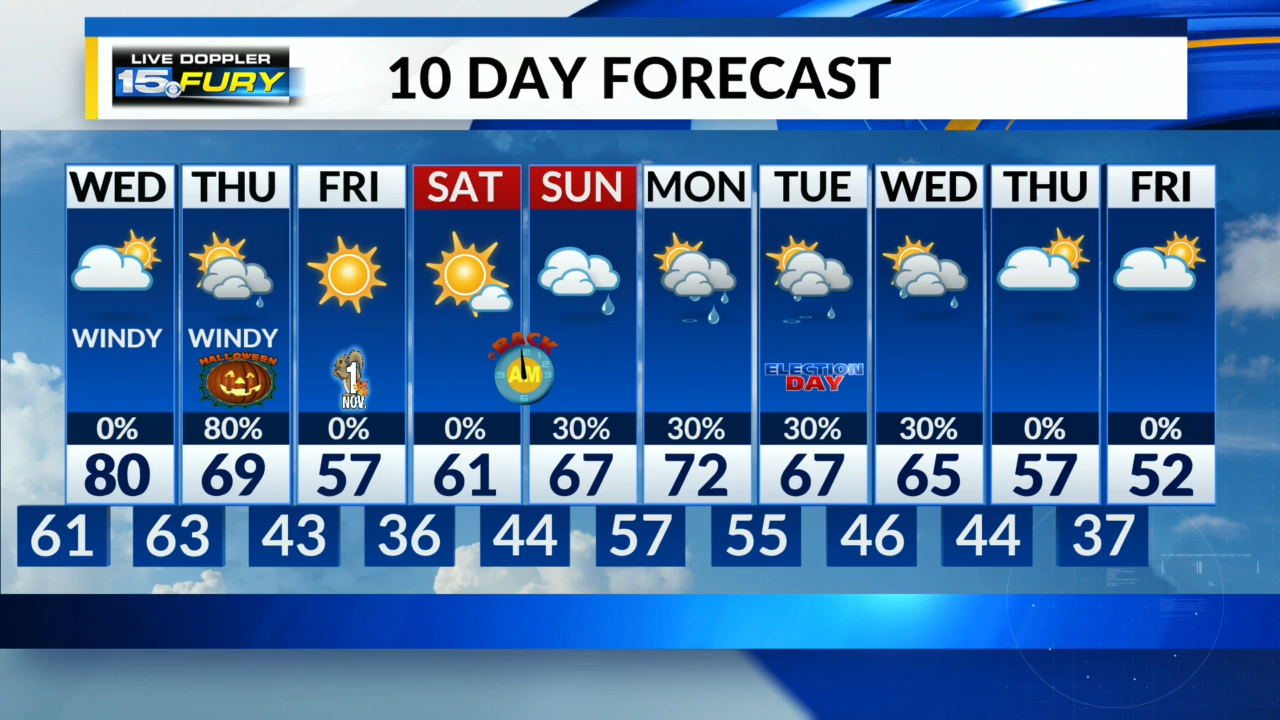 LIVE DOPPLER
15 FURY
10 DAY FORECAST
WED THU FRI SAT SUN MON TUE WED THU FRI
WINDY WINDY
HALLOWEEN
1
NOV.
BACK
AM
ELECTION
DAY
0% 80% 0% 0% 30% 30% 30% 30% 0% 0%
80 69 57 61 67 72 67 65 57 52
61 63 43 36 44 57 55 46 44 37